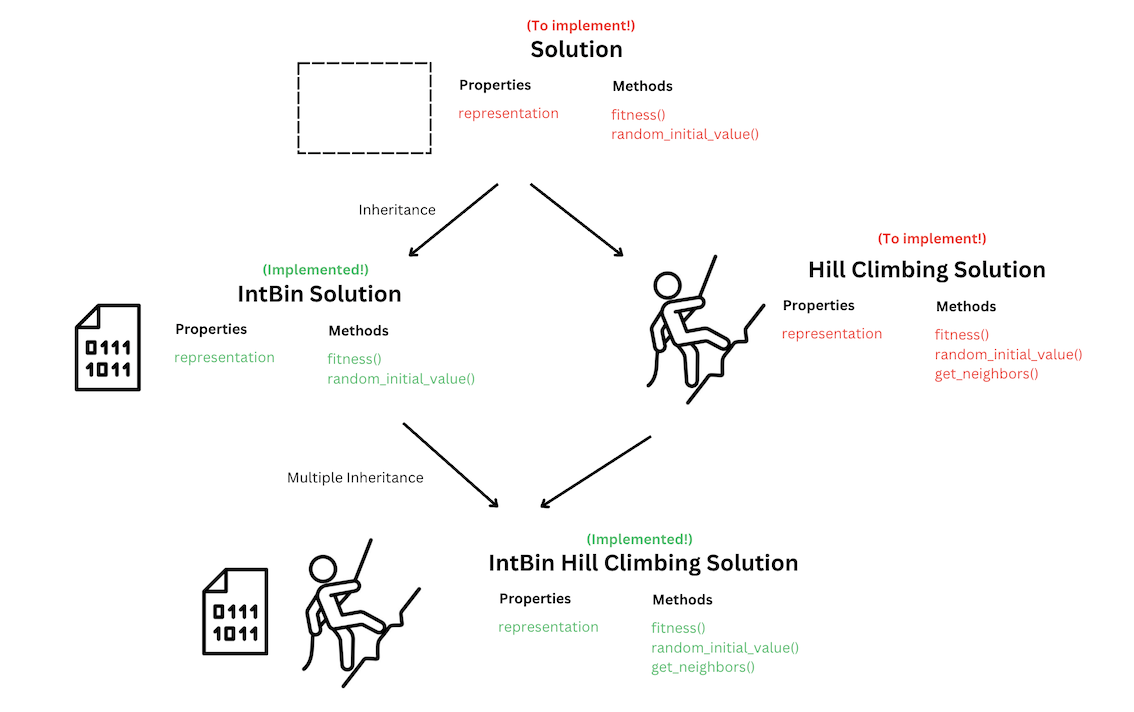 (To implement!)
Solution
Properties
Methods
representation
fitness()
random_initial_value()
Inheritance
(Implemented!)
IntBin Solution
Properties
Methods
representation
fitness()
random_initial_value()
0111
1011
(To implement!)
Hill Climbing Solution
Properties
Methods
representation
fitness()
random_initial_value()
get_neighbors()
Multiple Inheritance
(Implemented!)
IntBin Hill Climbing Solution
Properties
Methods
representation
fitness()
random_initial_value()
get_neighbors()
0111
1011